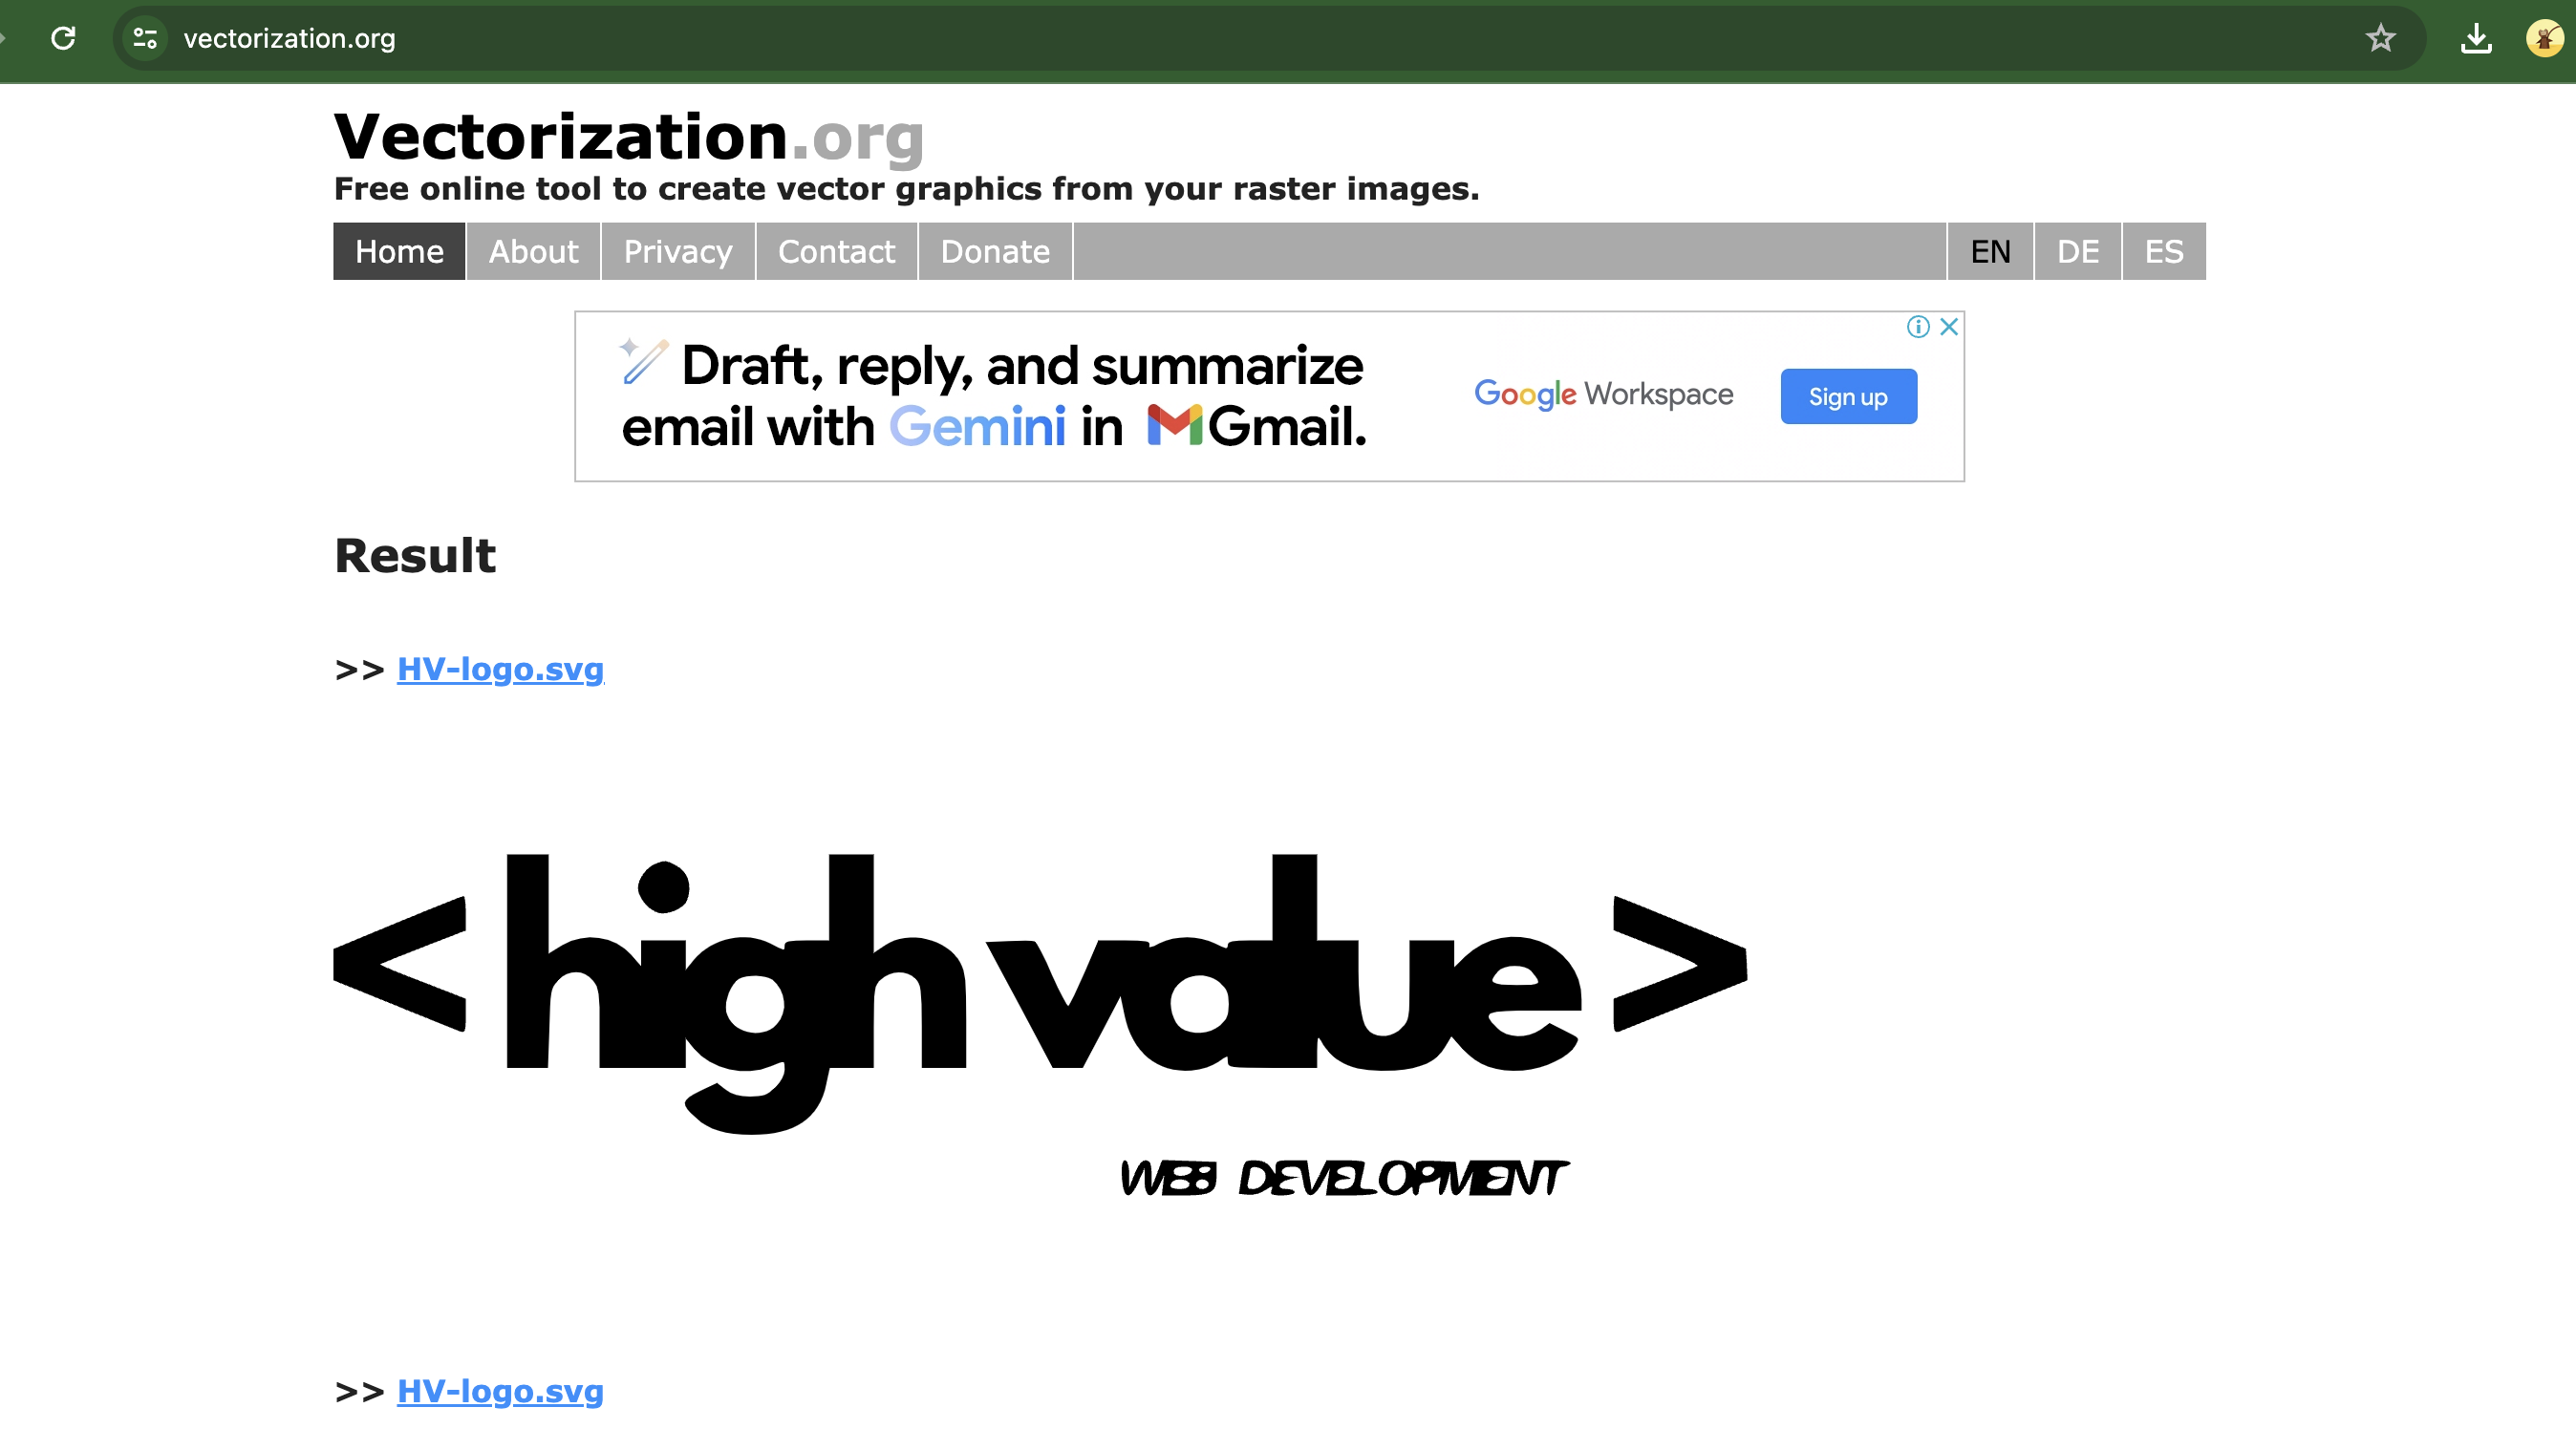 vectorization.org
Vectorization.org
Free online tool to create vector graphics from your raster images.
Home About Privacy Contact Donate EN DE ES
Draft, reply, and summarize
email with Gemini in Gmail.
Google Workspace
Sign up
Result
>> HV-logo.svg
<high value>
WEB DEVELOPMENT
>> HV-logo.svg